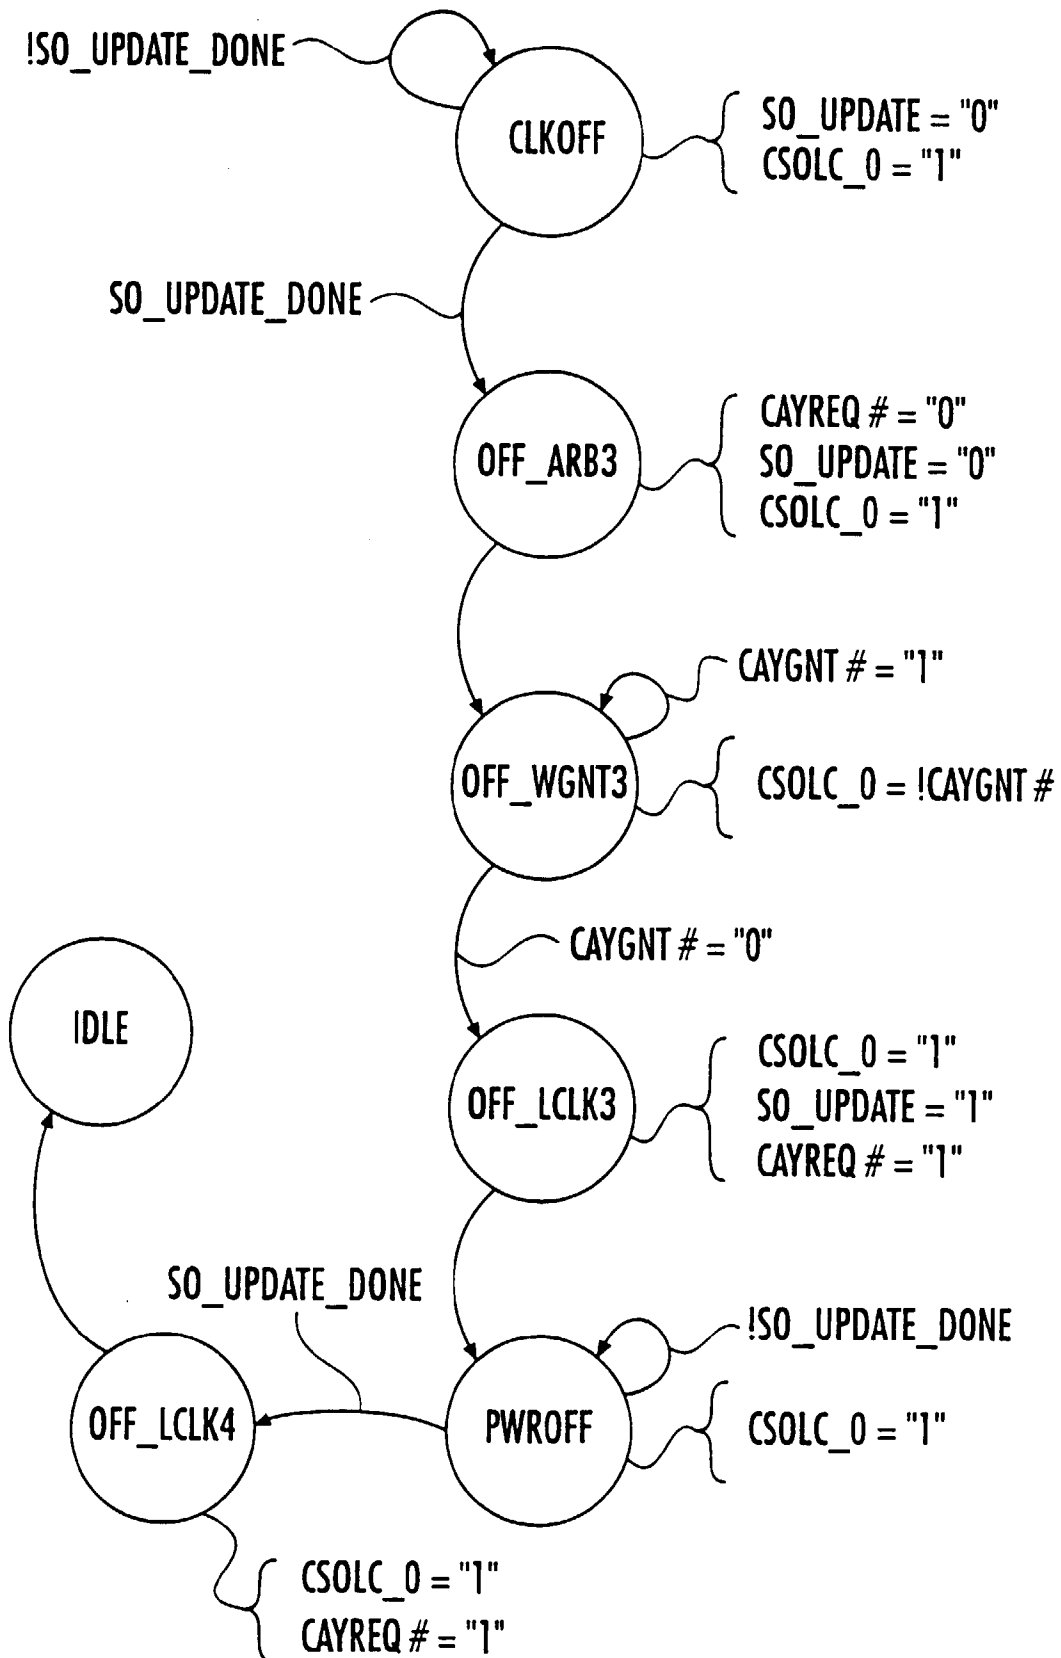 !SO_UPDATE_DONE
CLKOFF
SO_UPDATE = "0"
CSOLC_0 = "1"
SO_UPDATE_DONE
OFF_ARB3
CAYREQ # = "0"
SO_UPDATE = "0"
CSOLC_0 = "1"
CAYGNT # = "1"
OFF_WGNT3
CSOLC_0 = !CAYGNT #
CAYGNT # = "0"
IDLE
OFF_LCLK3
CSOLC_0 = "1"
SO_UPDATE = "1"
CAYREQ # = "1"
SO_UPDATE_DONE
!SO_UPDATE_DONE
OFF_LCLK4
PWROFF
CSOLC_0 = "1"
CSOLC_0 = "1"
CAYREQ # = "1"